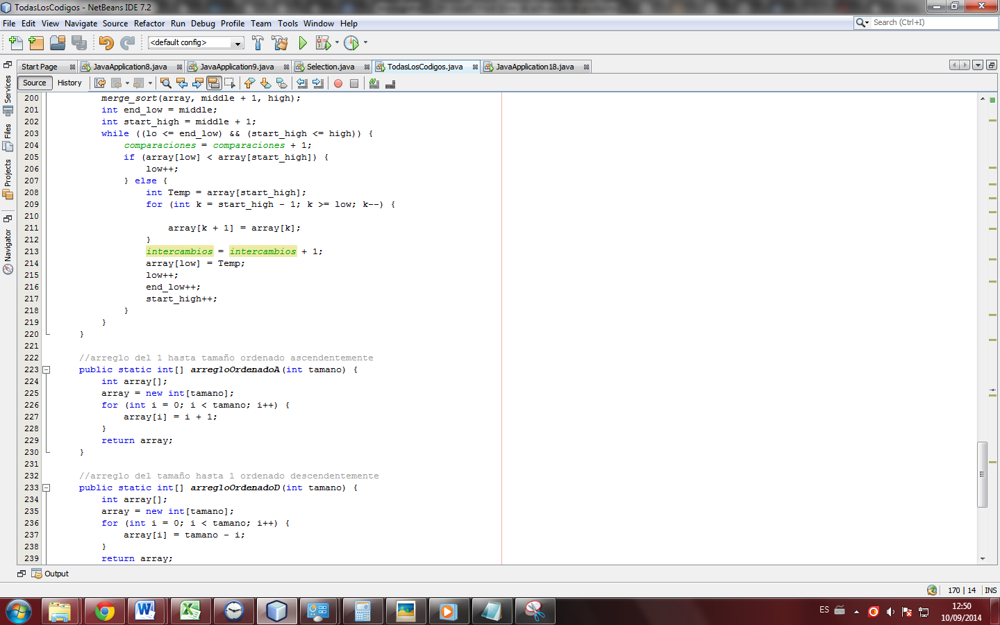 TodasLosCodigos - NetBeans IDE 7.2
File Edit View Navigate Source Refactor Run Debug Profile Team Tools Window Help
Search (Ctrl+I)
<default config>
Start Page JavaApplication8.java JavaApplication9.java Selection.java TodasLosCodigos.java JavaApplication18.java
Source History
Services
Files
Projects
Navigator
200 merge_sort(array, middle + 1, high);
201 int end_low = middle;
202 int start_high = middle + 1;
203 while ((lo <= end_low) && (start_high <= high)) {
204 comparaciones = comparaciones + 1;
205 if (array[low] < array[start_high]) {
206 low++;
207 } else {
208 int Temp = array[start_high];
209 for (int k = start_high - 1; k >= low; k--) {
210
211 array[k + 1] = array[k];
212 }
213 intercambios = intercambios + 1;
214 array[low] = Temp;
215 low++;
216 end_low++;
217 start_high++;
218 }
219 }
220 }
221
222 //arreglo del 1 hasta tamaño ordenado ascendentemente
223 public static int[] arregloOrdenadoA(int tamano) {
224 int array[];
225 array = new int[tamano];
226 for (int i = 0; i < tamano; i++) {
227 array[i] = i + 1;
228 }
229 return array;
230 }
231
232 //arreglo del tamaño hasta 1 ordenado descendentemente
233 public static int[] arregloOrdenadoD(int tamano) {
234 int array[];
235 array = new int[tamano];
236 for (int i = 0; i < tamano; i++) {
237 array[i] = tamano - i;
238 }
239 return array;
Output
170 | 14 INS
ES
12:50
10/09/2014